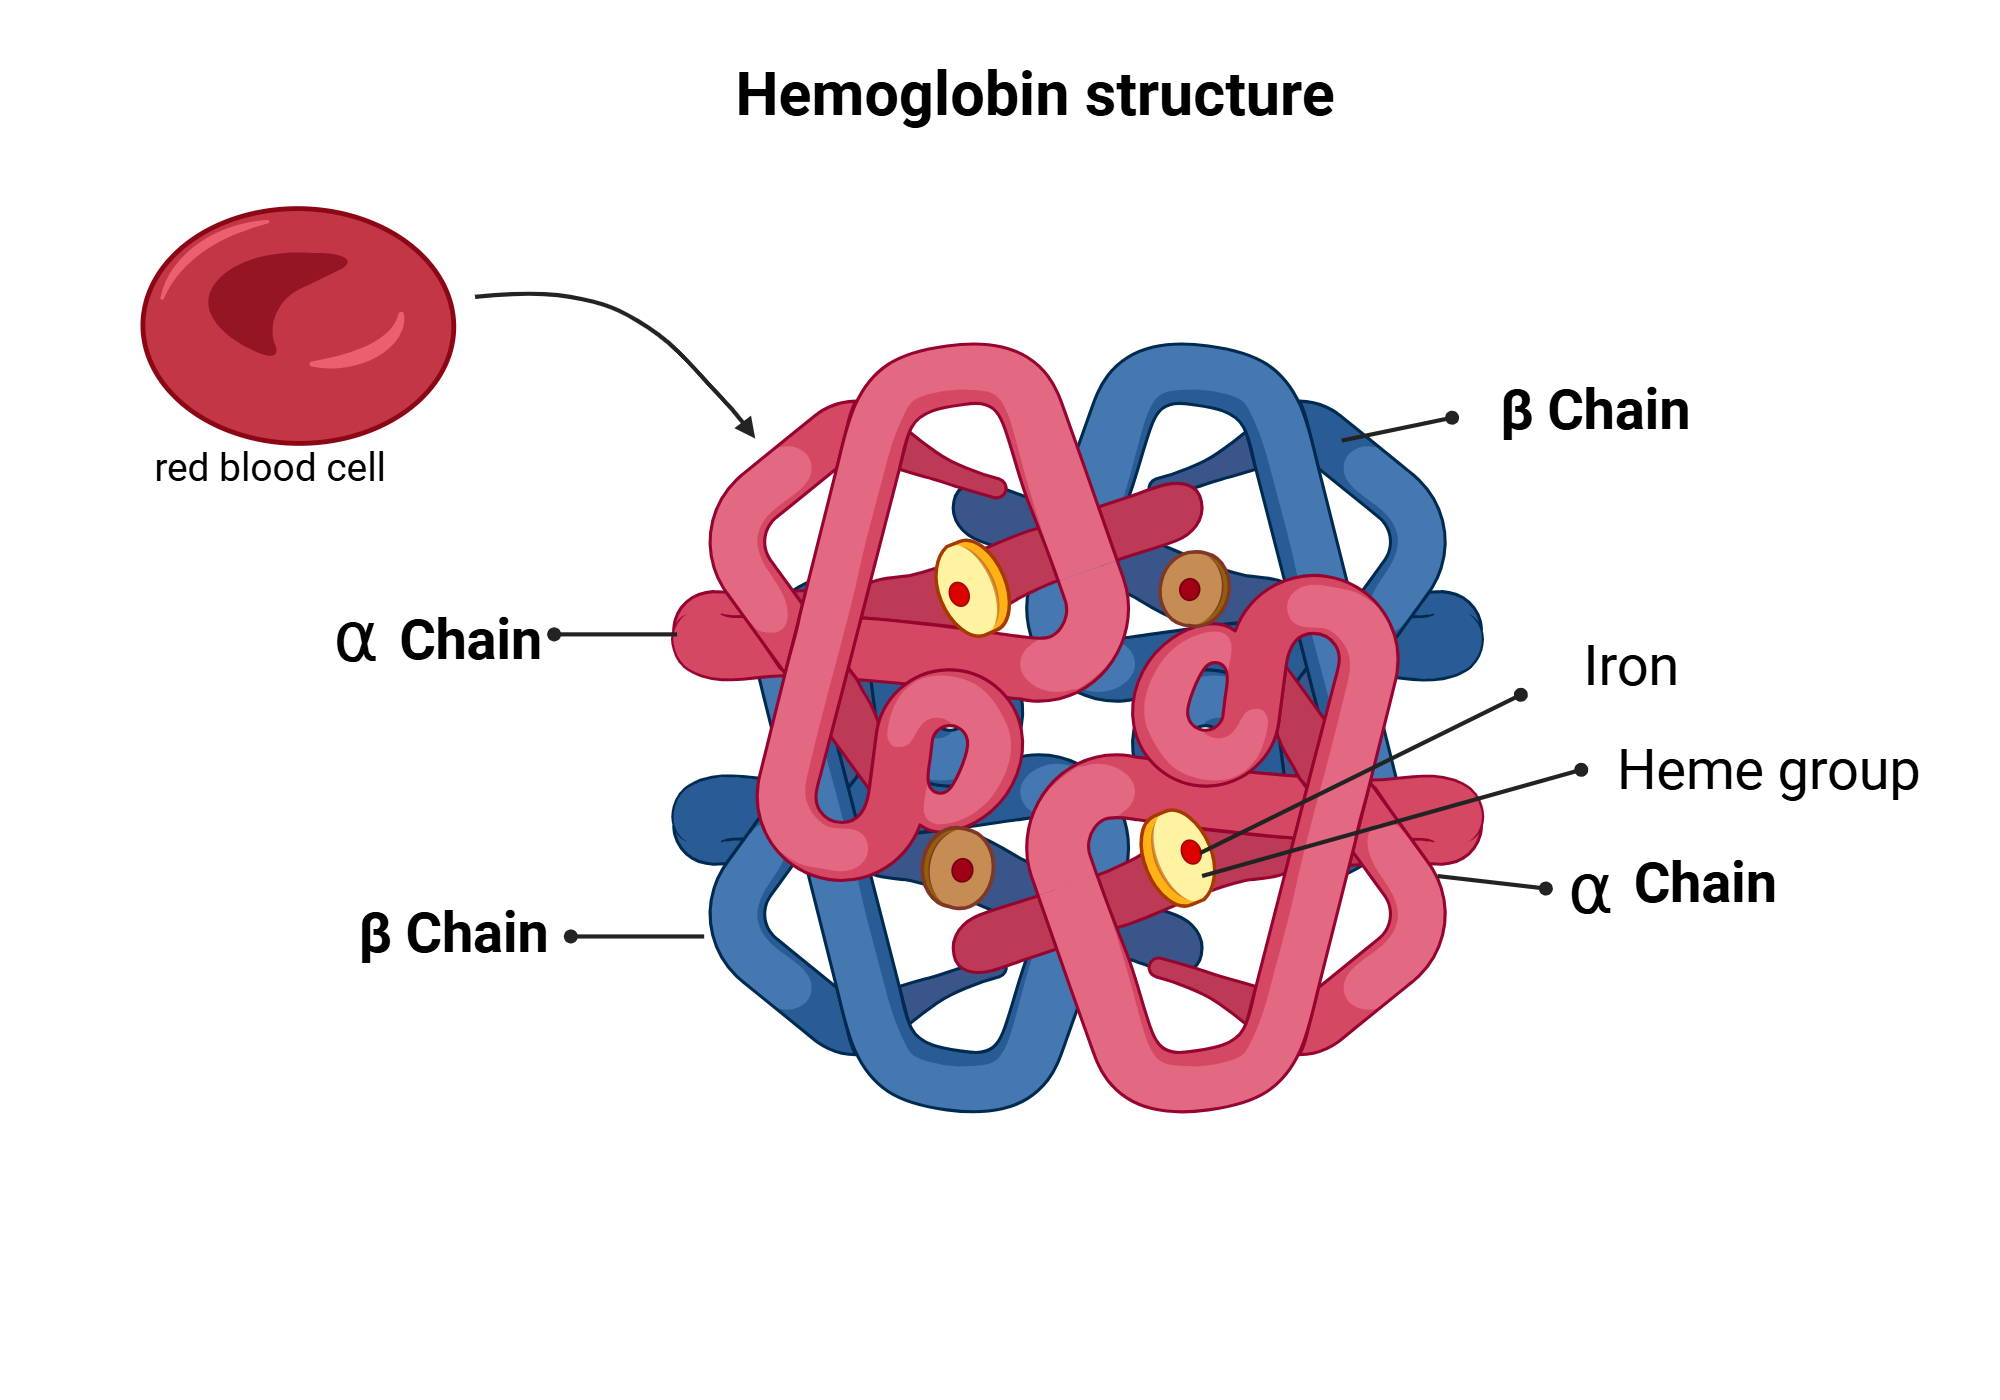 Hemoglobin structure
red blood cell
β Chain
α Chain
Iron
Heme group
α Chain
β Chain